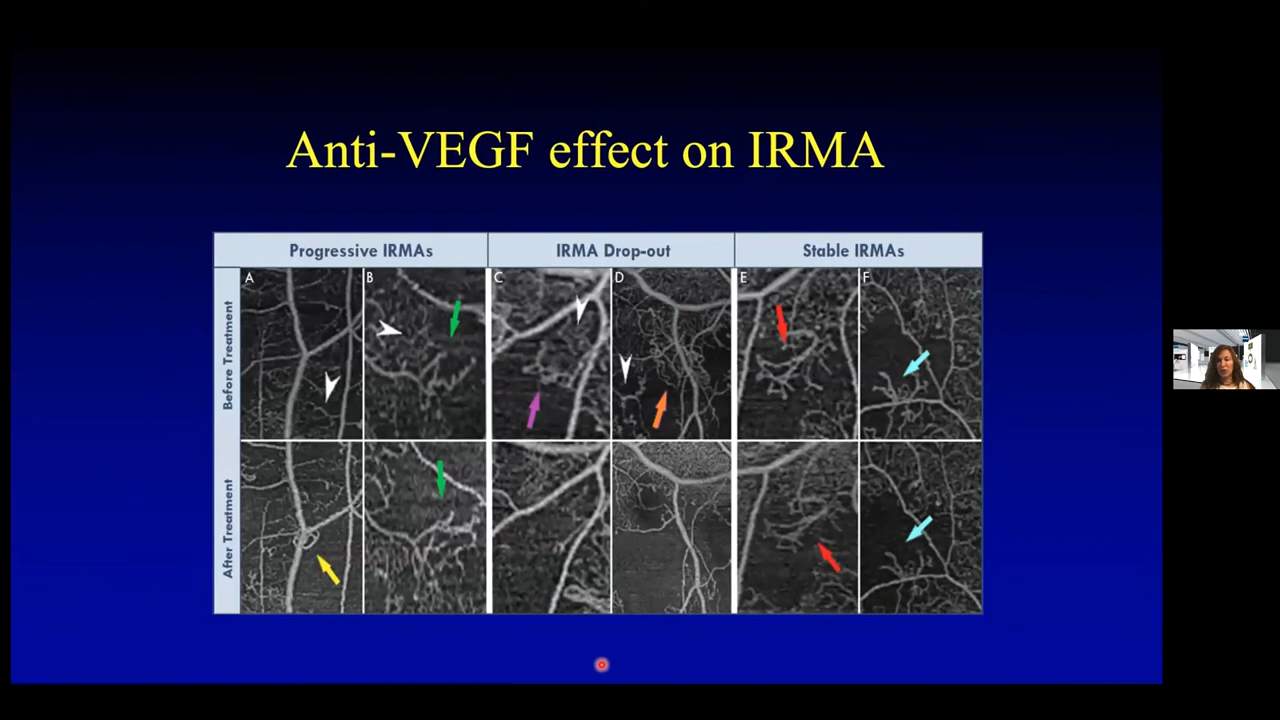 Anti-VEGF effect on IRMA
Progressive IRMAs
IRMA Drop-out
Stable IRMAs
Before Treatment
A
B
C
D
E
F
After Treatment